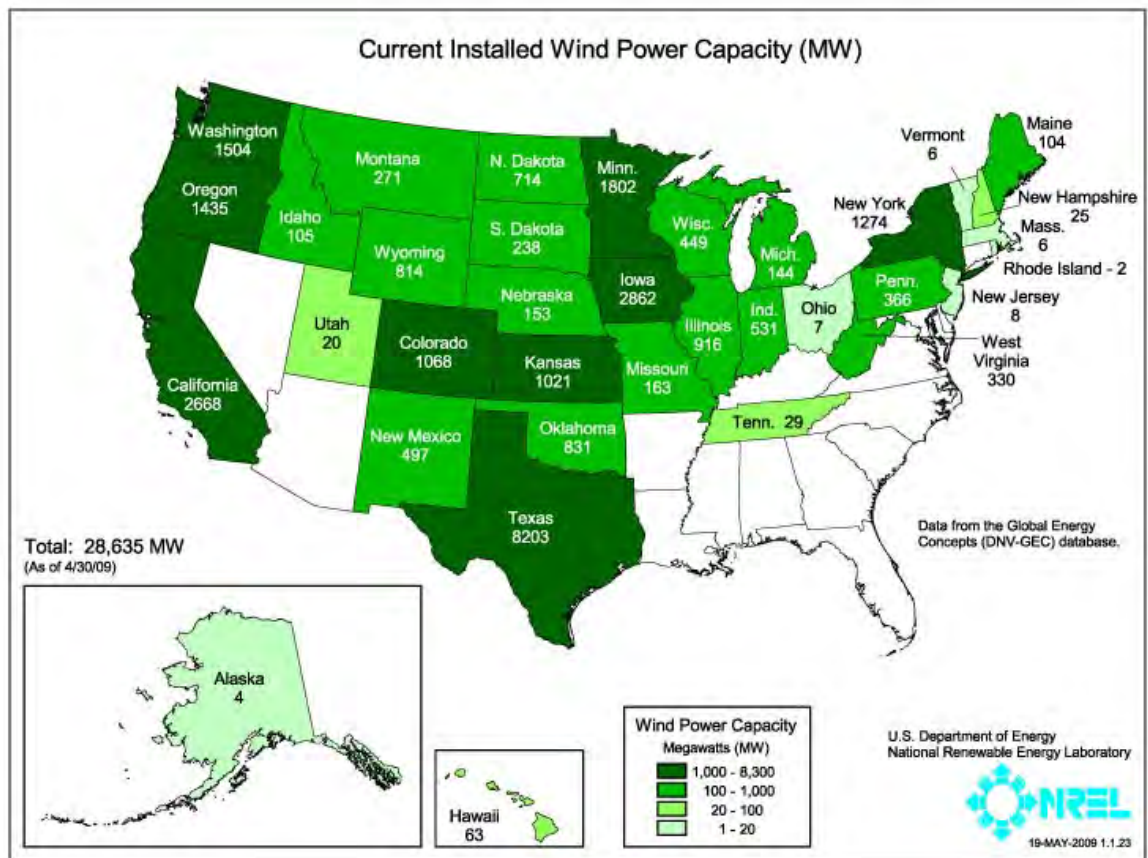 Current Installed Wind Power Capacity (MW)
Washington
1504
Oregon
1435
California
2668
Idaho
105
Montana
271
Wyoming
814
Utah
20
Colorado
1068
New Mexico
497
N. Dakota
714
S. Dakota
238
Nebraska
153
Kansas
1021
Oklahoma
831
Texas
8203
Minn.
1802
Iowa
2862
Missouri
163
Wisc.
449
Illinois
916
Mich.
144
Ind.
531
Ohio
7
Tenn. 29
Penn.
366
New York
1274
Vermont
6
Maine
104
New Hampshire
25
Mass.
6
Rhode Island - 2
New Jersey
8
West
Virginia
330
Data from the Global Energy
Concepts (DNV-GEC) database.
Total: 28,635 MW
(As of 4/30/09)
Alaska
4
Hawaii
63
Wind Power Capacity
Megawatts (MW)
1,000 - 8,300
100 - 1,000
20 - 100
1 - 20
U.S. Department of Energy
National Renewable Energy Laboratory
NREL
19-MAY-2009 1.1.23